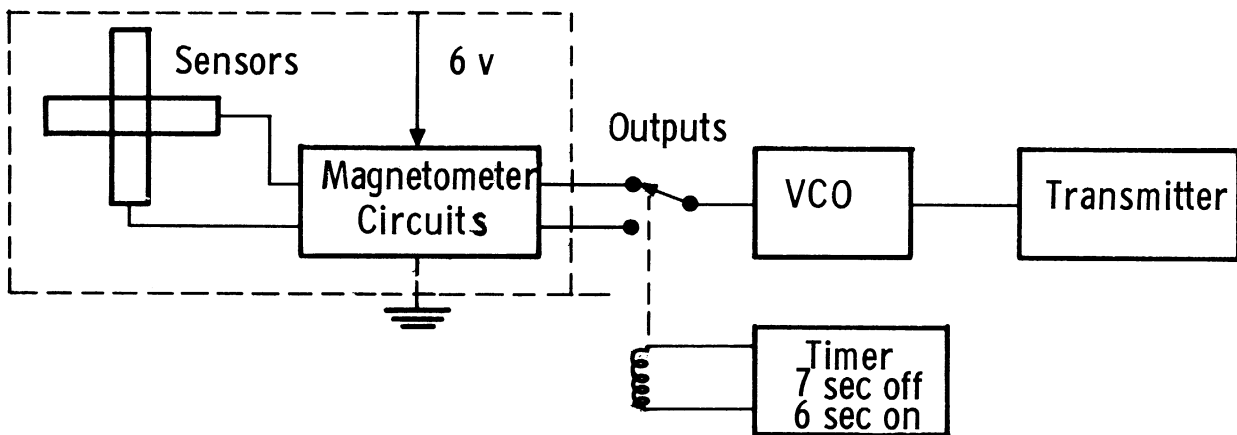 Sensors
6 v
Outputs
Magnetometer
Circuits
VCO
Transmitter
Timer
7 sec off
6 sec on